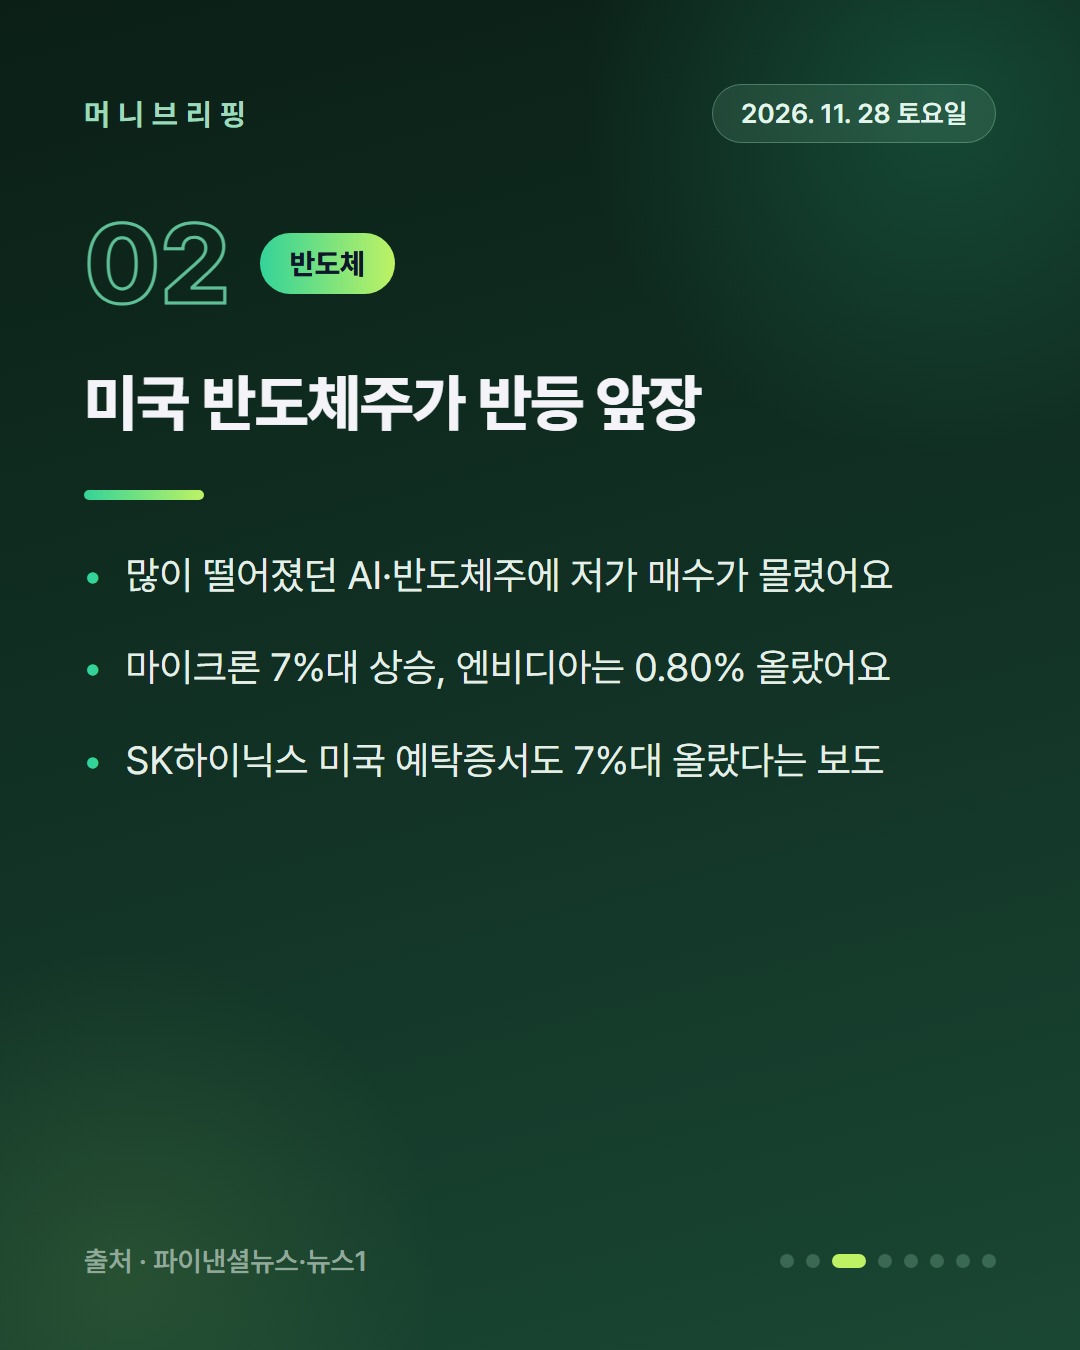 머니브리핑
2026. 11. 28 토요일
02
반도체
미국 반도체주가 반등 앞장
• 많이 떨어졌던 AI·반도체주에 저가 매수가 몰렸어요
• 마이크론 7%대 상승, 엔비디아는 0.80% 올랐어요
• SK하이닉스 미국 예탁증서도 7%대 올랐다는 보도
출처 · 파이낸셜뉴스·뉴스1